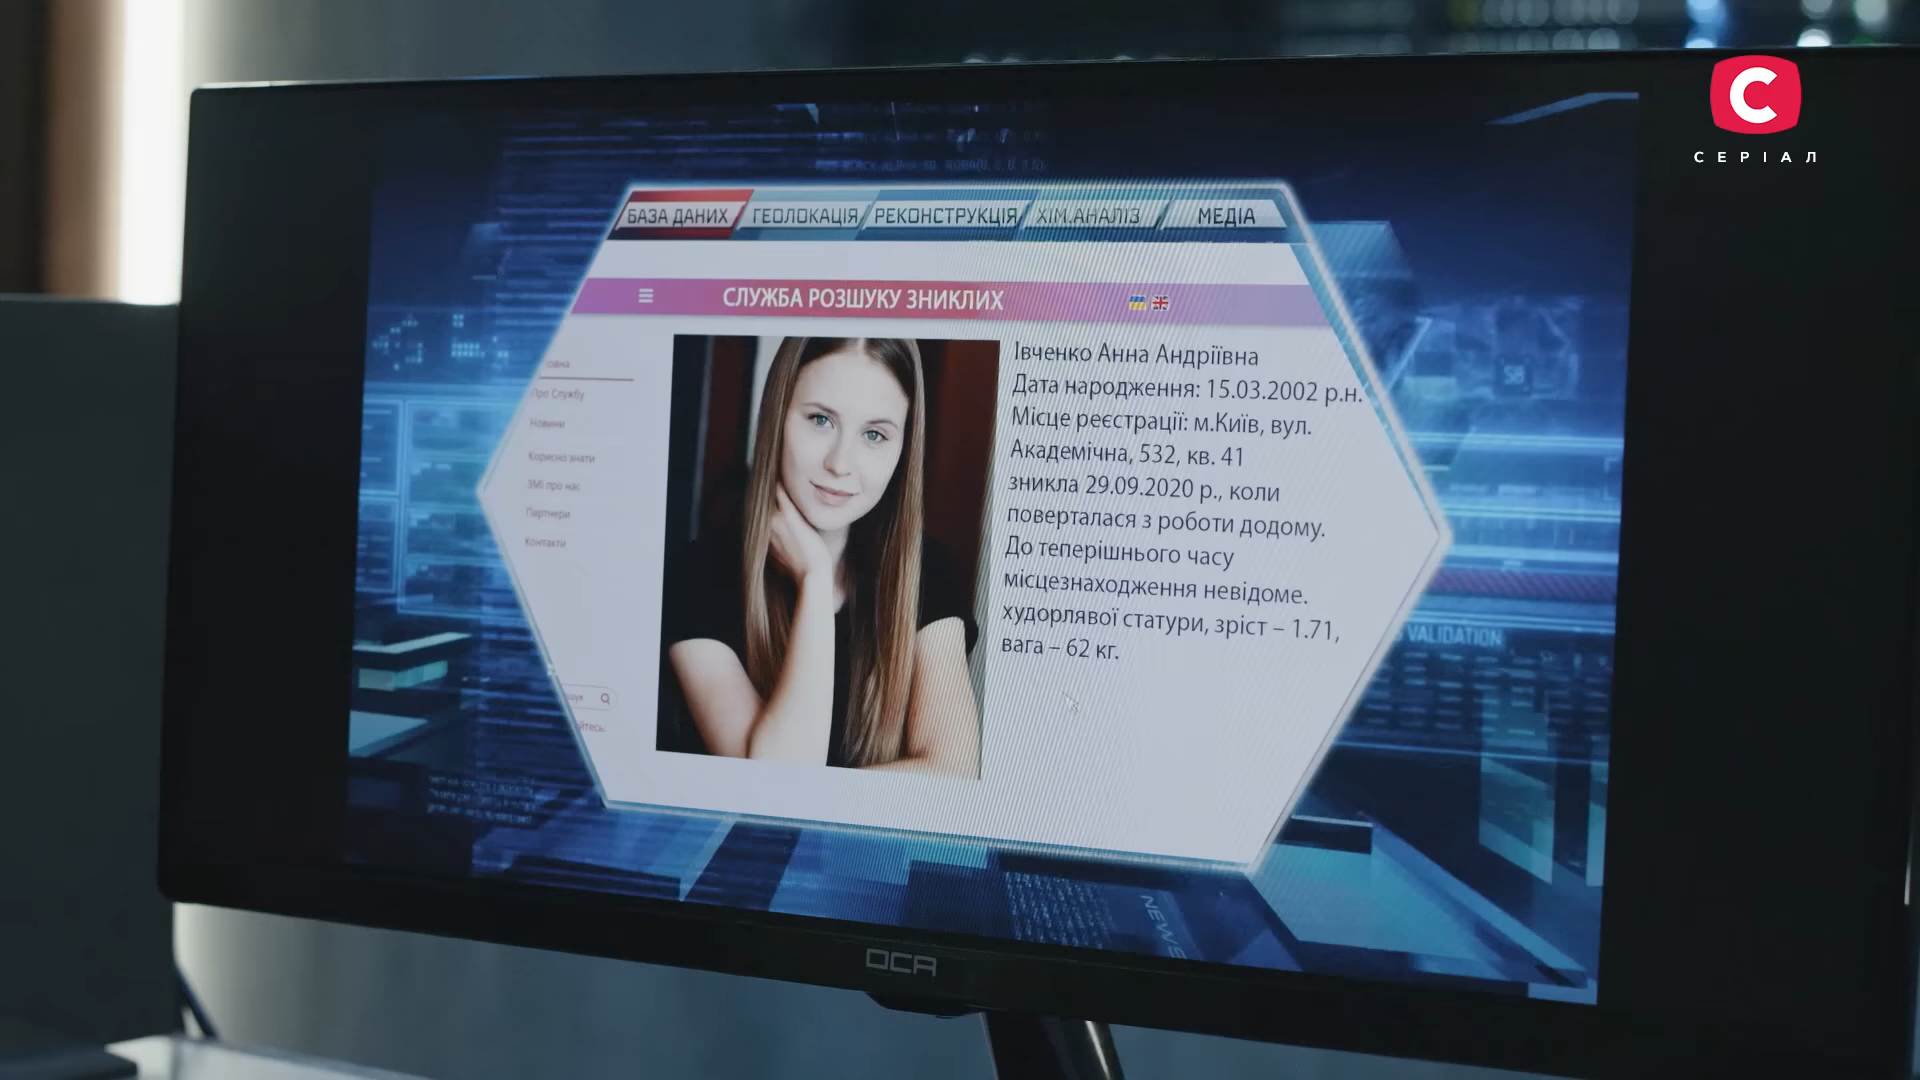 С
СЕРІАЛ
БАЗА ДАНИХ
ГЕОЛОКАЦІЯ
РЕКОНСТРУКЦІЯ
ХІМ.АНАЛІЗ
МЕДІА
СЛУЖБА РОЗШУКУ ЗНИКЛИХ
Про Службу
Новини
Корисно знати
ЗМІ про нас
Партнери
Контакти
Івченко Анна Андріївна
Дата народження: 15.03.2002 р.н.
Місце реєстрації: м.Київ, вул.
Академічна, 532, кв. 41
зникла 29.09.2020 р., коли
поверталася з роботи додому.
До теперішнього часу
місцезнаходження невідоме.
худорлявої статури, зріст – 1.71,
вага – 62 кг.
VALIDATION
NEWS
OCA